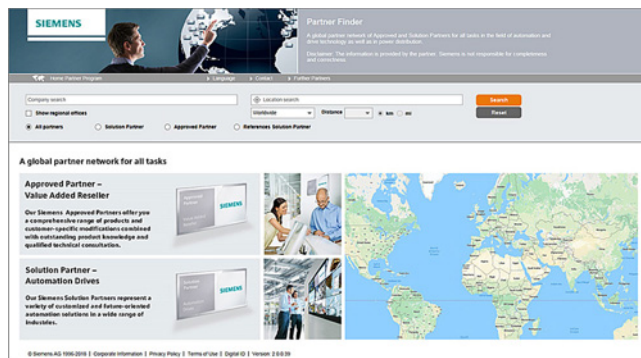 SIEMENS
Partner Finder
A global partner network of Approved and Solution Partners for all tasks in the field of automation and
drive technology as well as in power distribution.
Disclaimer: The information is provided by the partner. Siemens is not responsible for completeness
and correctness.
Home Partner Program
Language
Contact
Further Partners
Company search
Location search
Search
Show regional offices
Worldwide
Distance
km
mi
Reset
All partners
Solution Partner
Approved Partner
References Solution Partner
A global partner network for all tasks
Approved Partner –
Value Added Reseller
Our Siemens Approved Partners offer you
a comprehensive range of products and
customer-specific modifications combined
with outstanding product knowledge and
qualified technical consultation.
Approved
Partner
SIEMENS
Solution Partner –
Automation Drives
Our Siemens Solution Partners represent a
variety of customized and future-oriented
automation solutions in a wide range of
industries.
Solution
Partner
SIEMENS
© Siemens AG 1996-2018 | Corporate Information | Privacy Policy | Terms of Use | Digital ID | Version 2.9.0.09